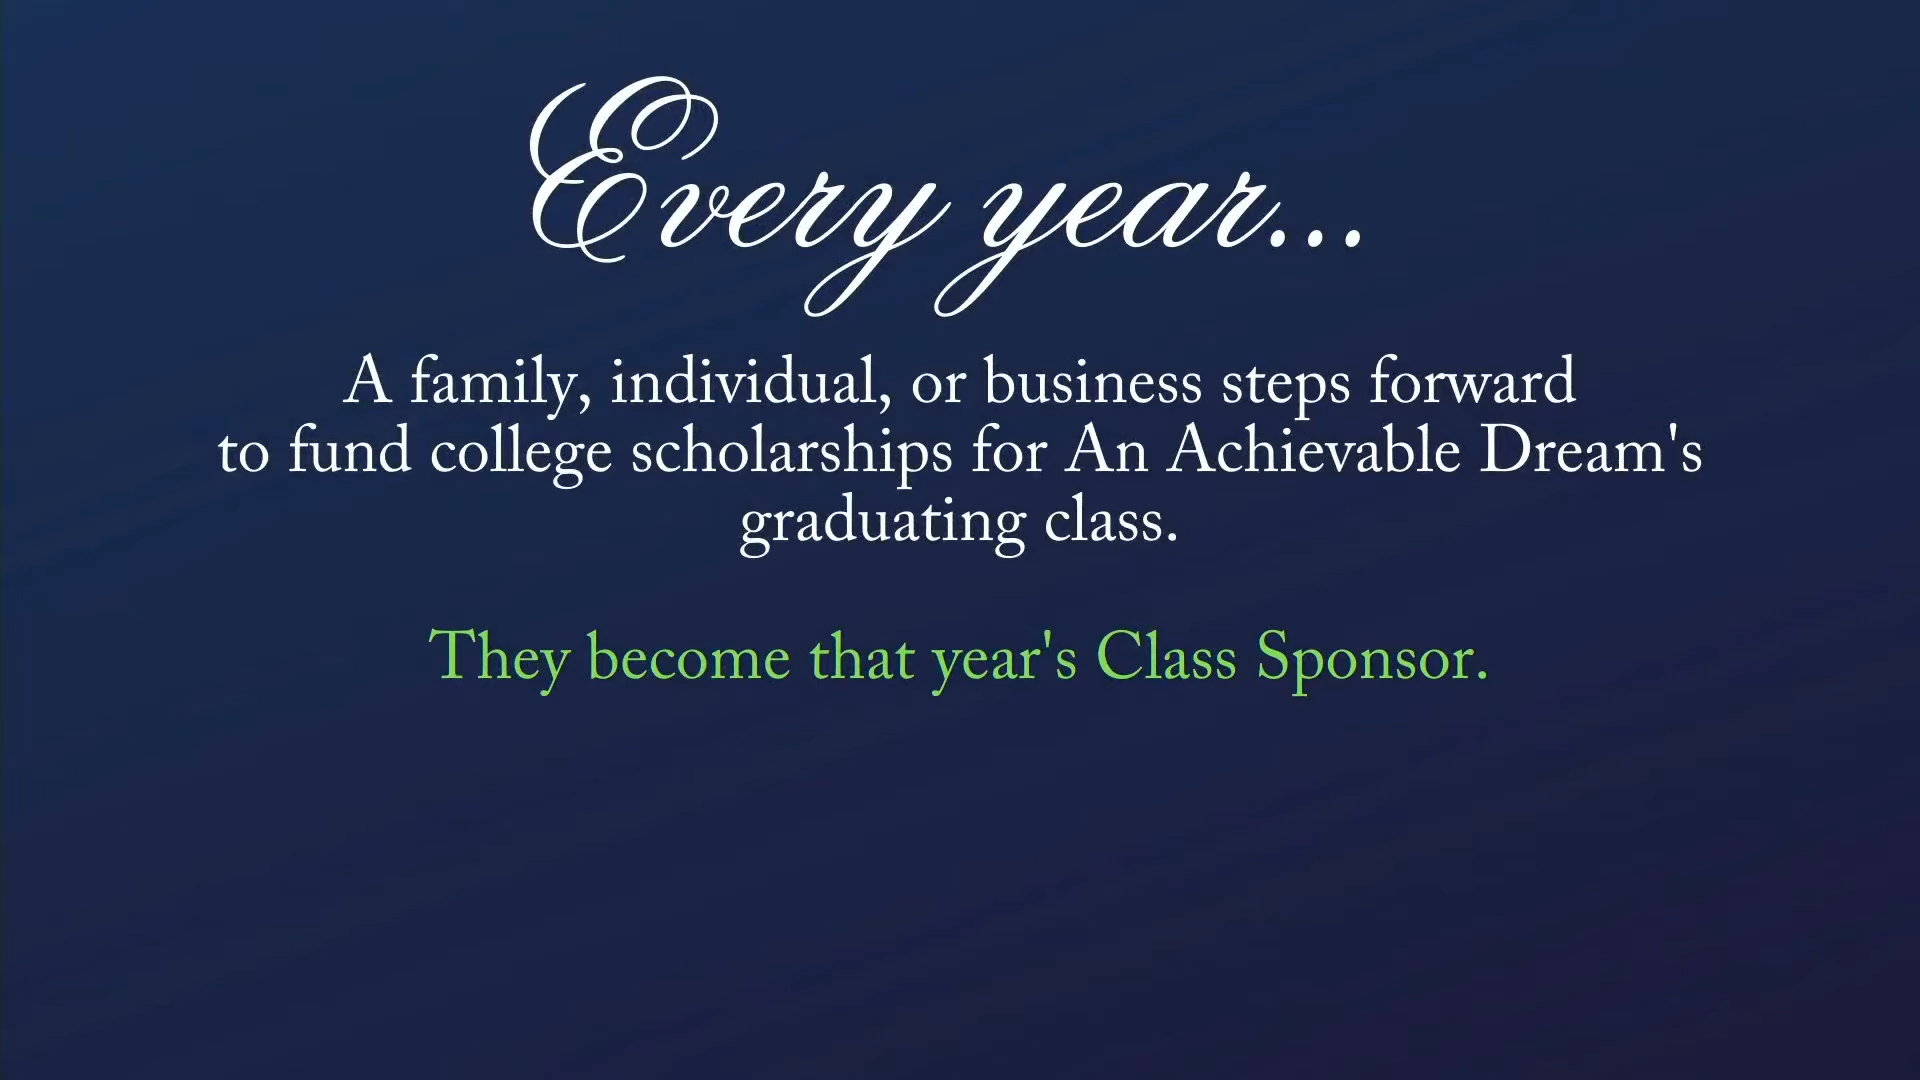 Every year...
A family, individual, or business steps forward
to fund college scholarships for An Achievable Dream's
graduating class.
They become that year's Class Sponsor.